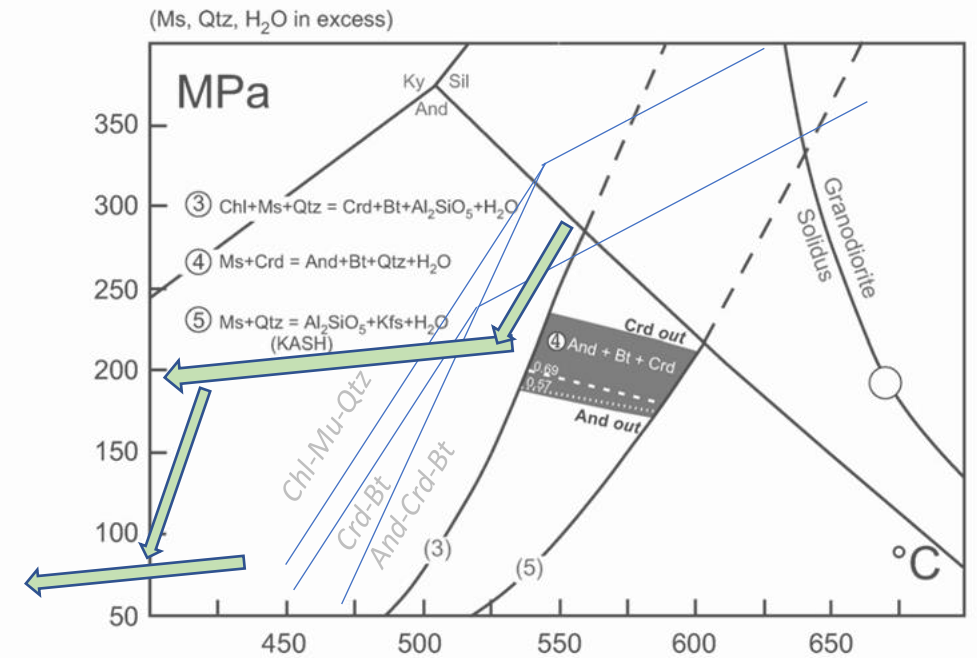 (Ms, Qtz, H₂O in excess)
MPa
Ky
Sil
And
350
300
250
200
150
100
50
③ Chl+Ms+Qtz = Crd+Bt+Al₂SiO₅+H₂O
④ Ms+Crd = And+Bt+Qtz+H₂O
⑤ Ms+Qtz = Al₂SiO₅+Kfs+H₂O
(KASH)
Granodiorite
Solidus
Crd out
④ And + Bt + Crd
0.69
0.57
And out
Chl-Mu-Qtz
Crd-Bt
And-Crd-Bt
(3)
(5)
°C
450
500
550
600
650